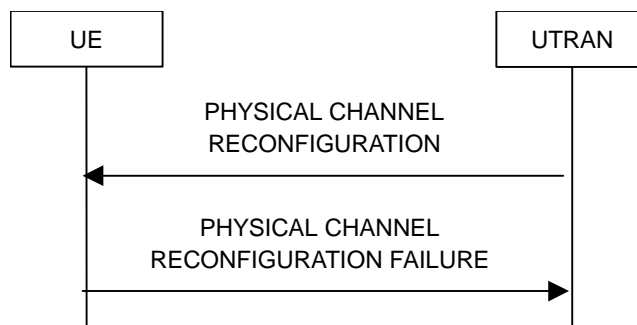 UE
UTRAN
PHYSICAL CHANNEL
RECONFIGURATION
PHYSICAL CHANNEL
RECONFIGURATION FAILURE